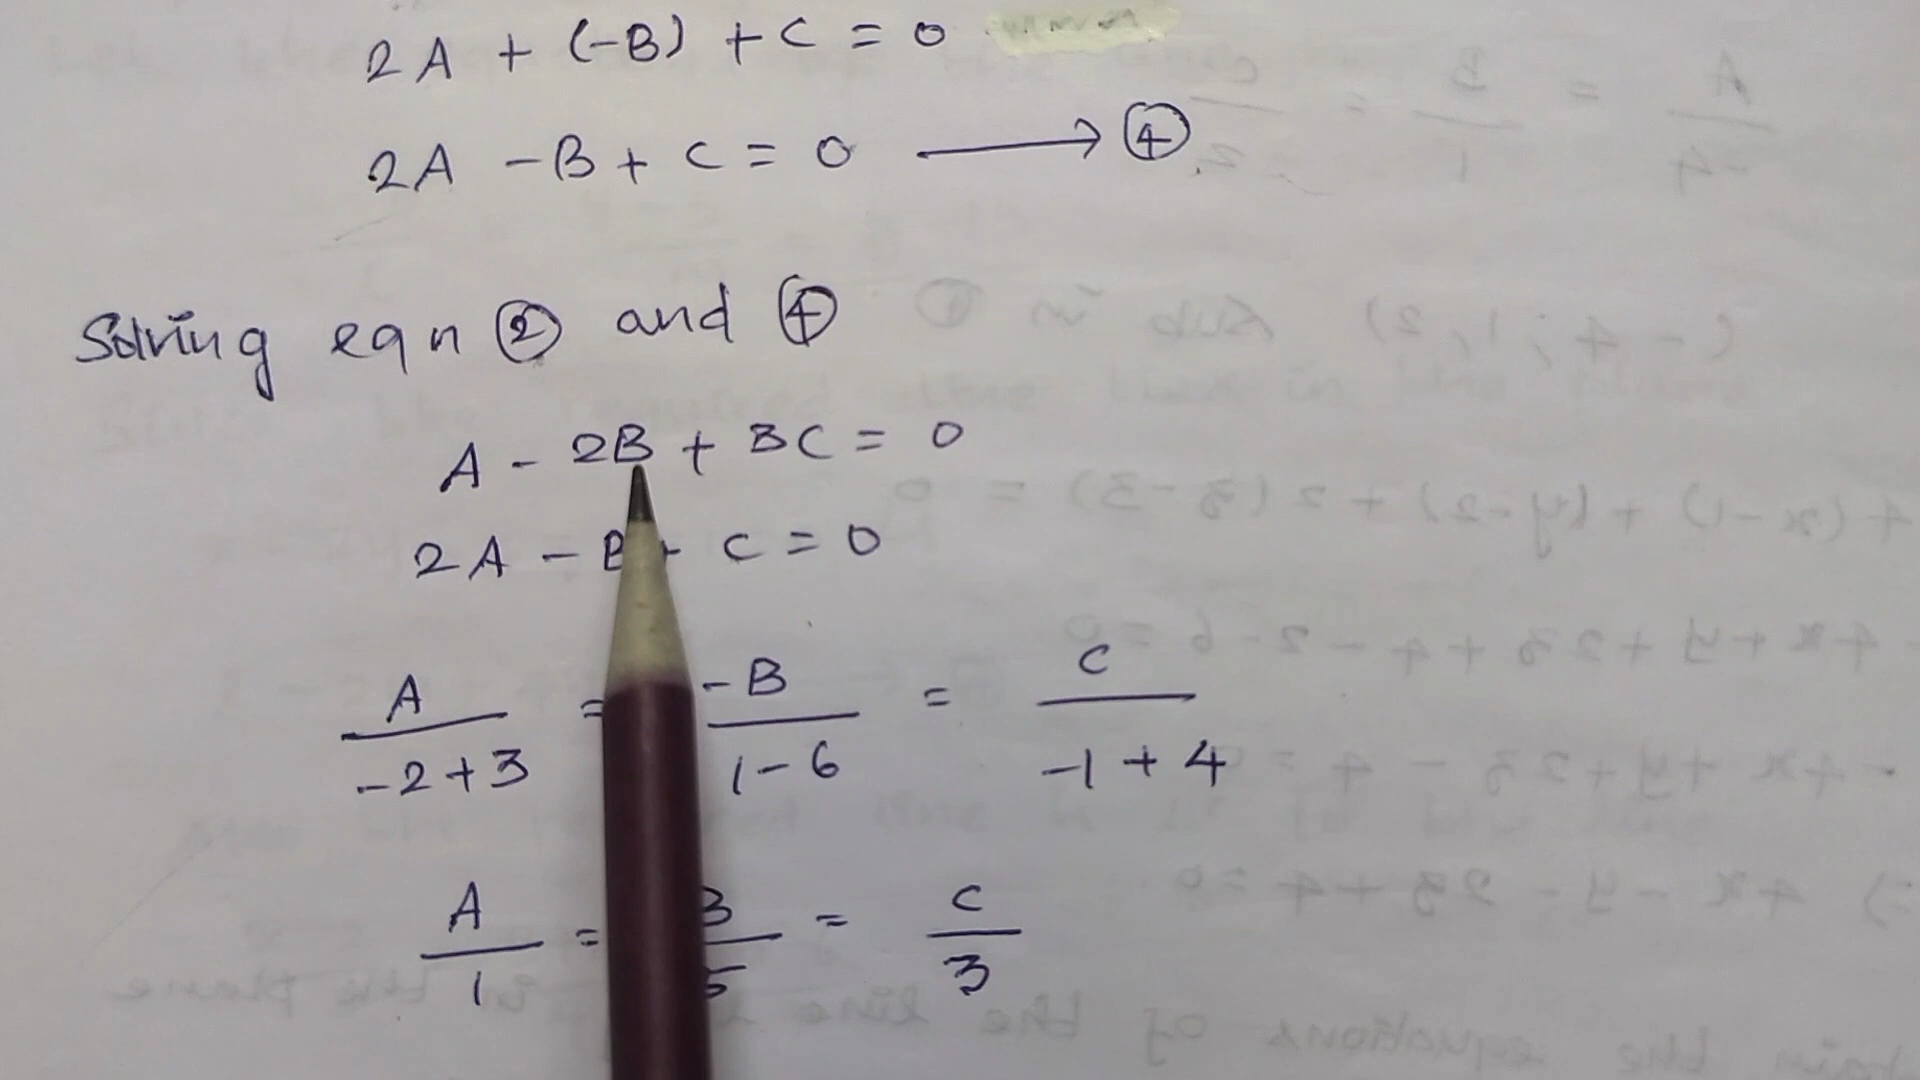 2A + (-B) + C = 0
2A - B + C = 0 ⟶ ④
Solving eqn ② and ④
A - 2B + 3C = 0
2A - B + C = 0
A/-2+3 = -B/1-6 = C/-1+4
A/1 = B/5 = C/3